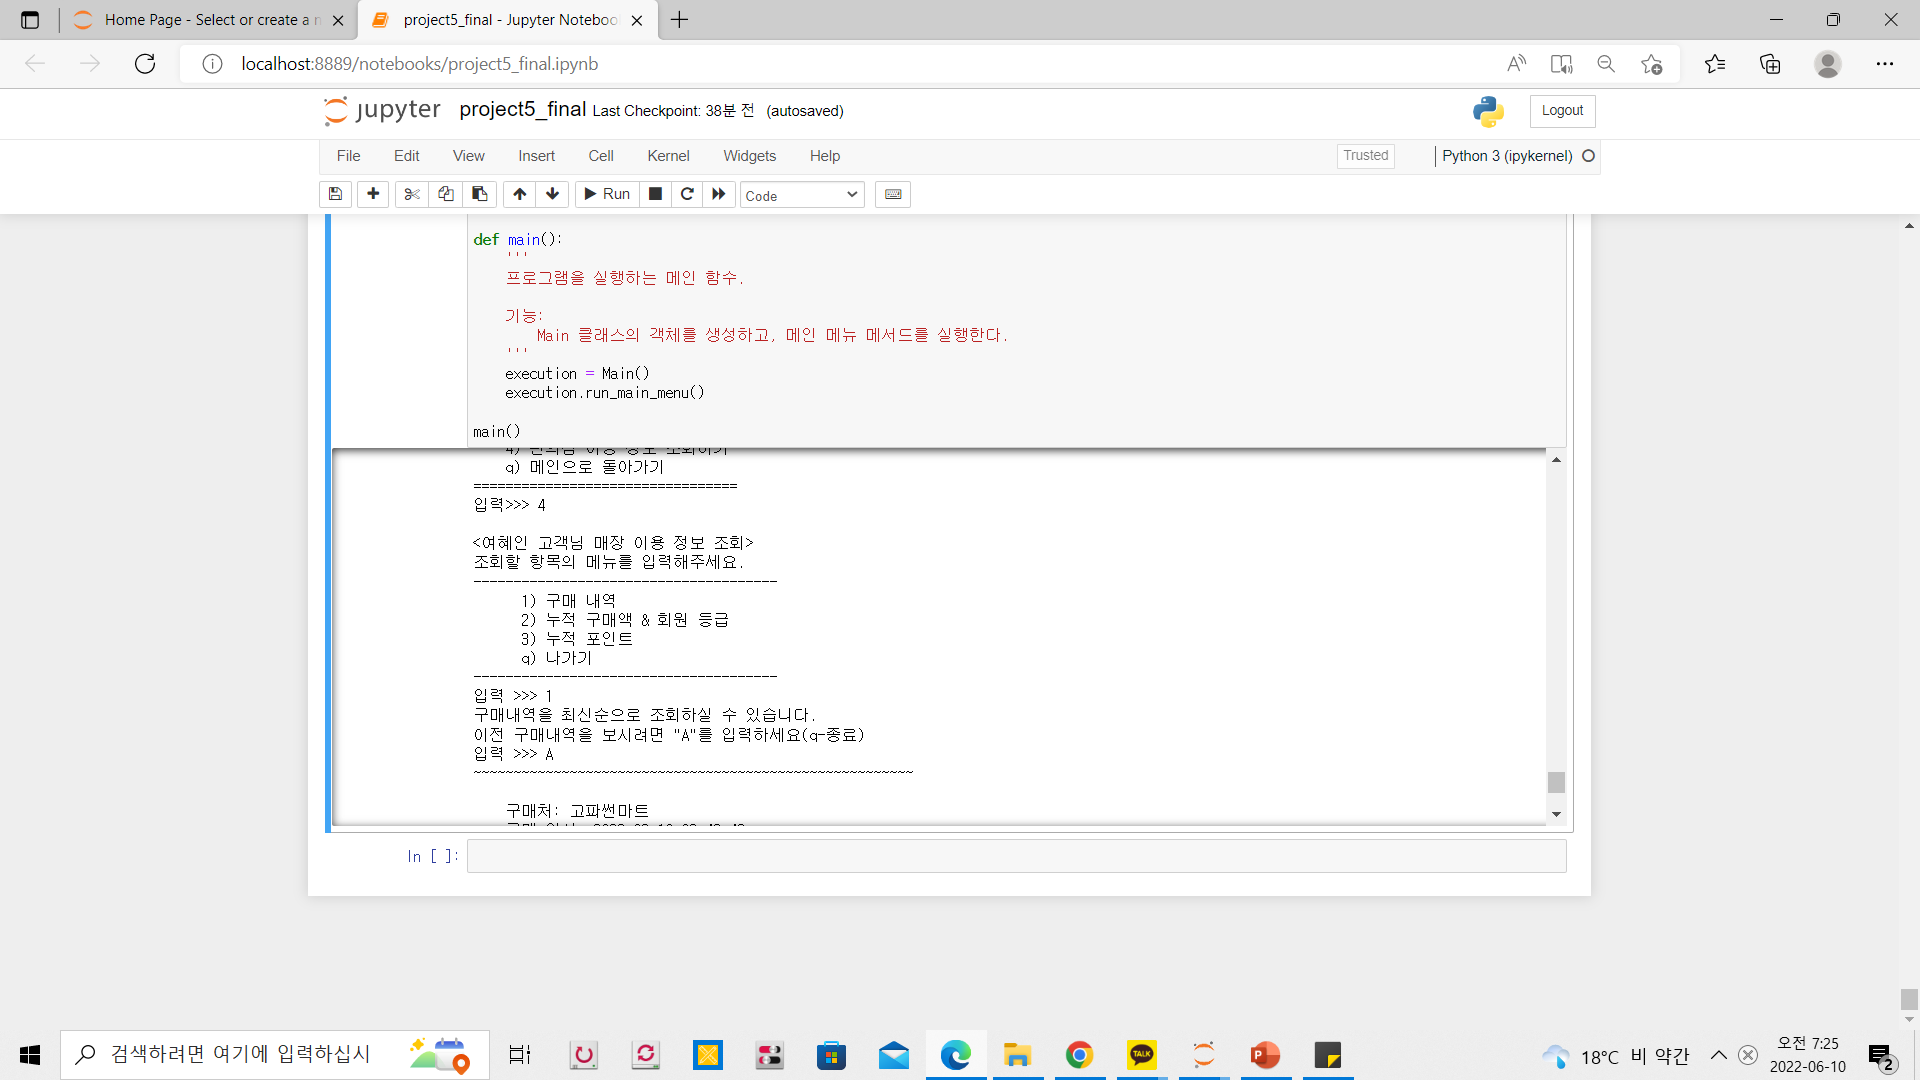 Home Page - Select or create a n
project5_final - Jupyter Noteboo
localhost:8889/notebooks/project5_final.ipynb
jupyter project5_final Last Checkpoint: 38분 전 (autosaved)
Logout
File Edit View Insert Cell Kernel Widgets Help
Trusted
Python 3 (ipykernel)
Run
Code
def main():
'''
프로그램을 실행하는 메인 함수.
기능:
Main 클래스의 객체를 생성하고, 메인 메뉴 메서드를 실행한다.
'''
execution = Main()
execution.run_main_menu()
main()
q) 메인으로 돌아가기
=================================
입력>>> 4
<여혜인 고객님 매장 이용 정보 조회>
조회할 항목의 메뉴를 입력해주세요.
--------------------------------------
1) 구매 내역
2) 누적 구매액 & 회원 등급
3) 누적 포인트
q) 나가기
--------------------------------------
입력 >>> 1
구매내역을 최신순으로 조회하실 수 있습니다.
이전 구매내역을 보시려면 "A"를 입력하세요(q-종료)
입력 >>> A
~~~~~~~~~~~~~~~~~~~~~~~~~~~~~~~~~~~~~~~~~~~~~~~~~~~~~~~
구매처: 고파썬마트
In [ ]:
검색하려면 여기에 입력하십시
TALK
18°C 비 약간
오전 7:25
2022-06-10
2